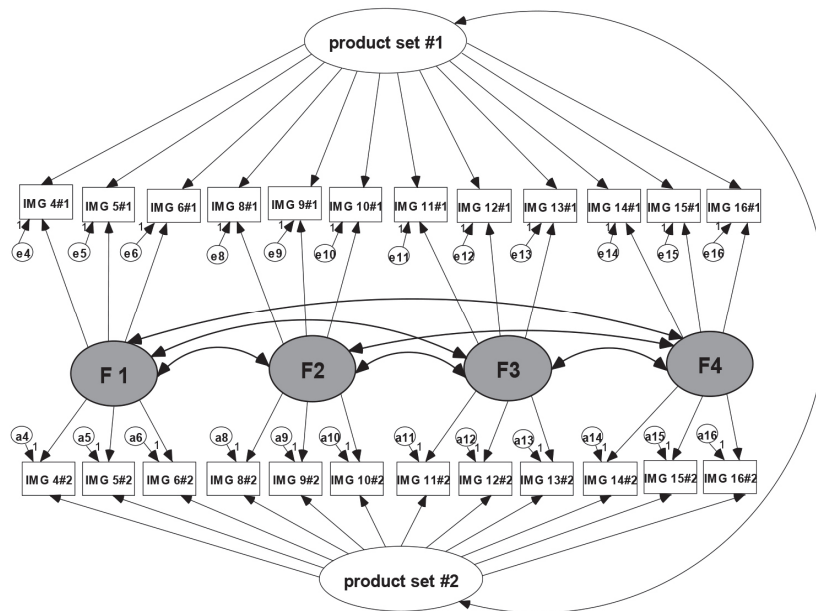 product set #1
IMG 4#1 IMG 5#1 IMG 6#1 IMG 8#1 IMG 9#1 IMG 10#1 IMG 11#1 IMG 12#1 IMG 13#1 IMG 14#1 IMG 15#1 IMG 16#1
1 1 1 1 1 1 1 1 1 1 1 1
e4 e5 e6 e8 e9 e10 e11 e12 e13 e14 e15 e16
F 1 F2 F3 F4
a4 a5 a6 a8 a9 a10 a11 a12 a13 a14 a15 a16
1 1 1 1 1 1 1 1 1 1 1 1
IMG 4#2 IMG 5#2 IMG 6#2 IMG 8#2 IMG 9#2 IMG 10#2 IMG 11#2 IMG 12#2 IMG 13#2 IMG 14#2 IMG 15#2 IMG 16#2
product set #2